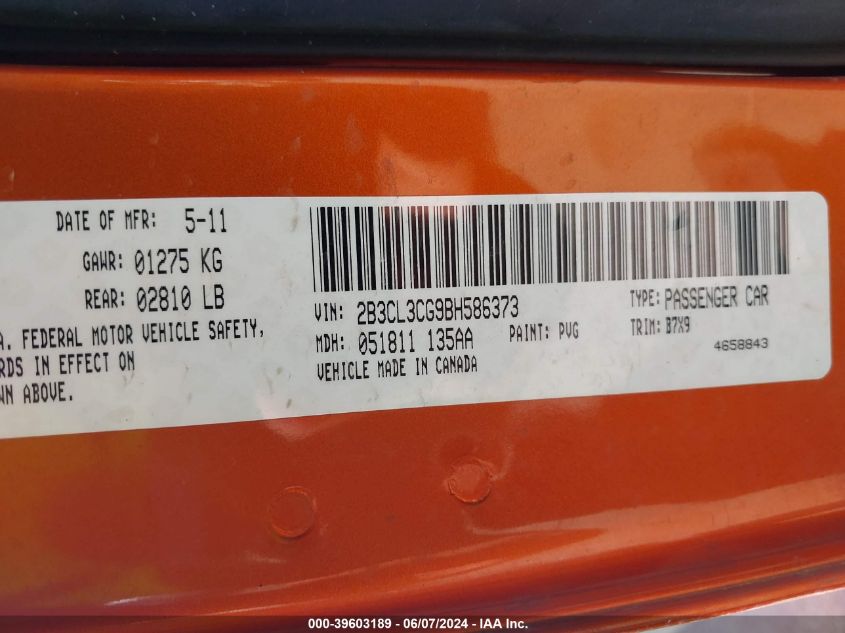 DATE OF MFR: 5-11
GAWR: 01275 KG
REAR: 02810 LB
A. FEDERAL MOTOR VEHICLE SAFETY,
RDS IN EFFECT ON
WN ABOVE.
VIN: 2B3CL3CG9BH586373
TYPE: PASSENGER CAR
MDH: 051811 135AA
PAINT: PVG
TRIM: B7X9
VEHICLE MADE IN CANADA
4658843
000-39603189 - 06/07/2024 - IAA Inc.